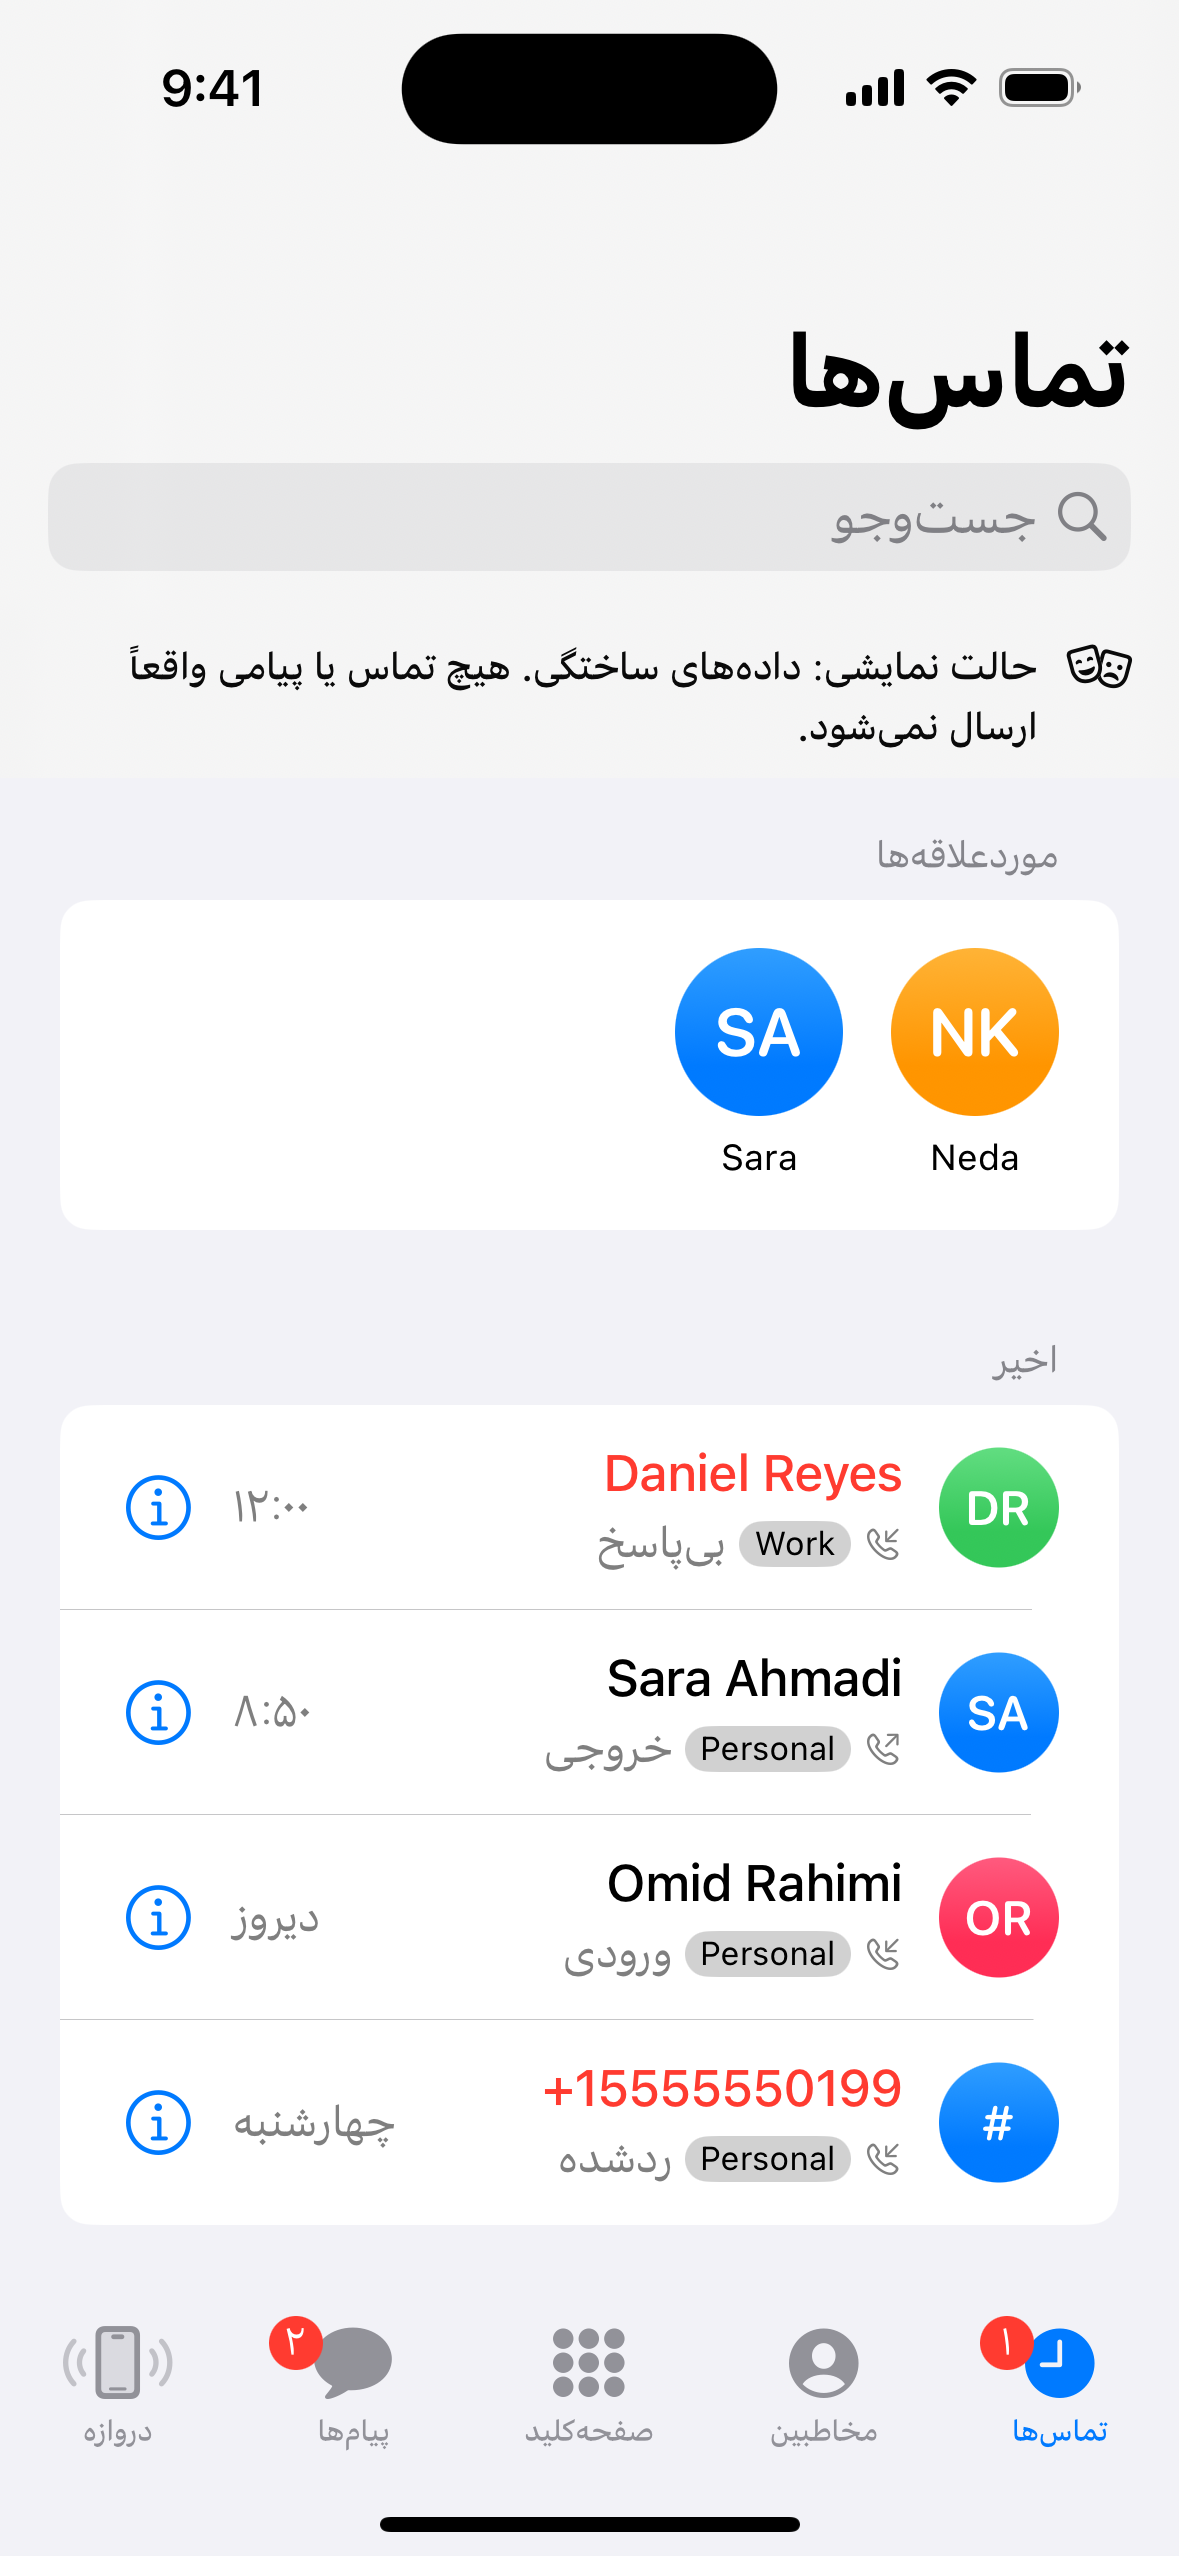 9:41
تماس‌ها
جست‌وجو
حالت نمایشی: داده‌های ساختگی. هیچ تماس یا پیامی واقعاً
ارسال نمی‌شود.
موردعلاقه‌ها
NK
SA
Neda
Sara
اخیر
DR
Daniel Reyes
۱۲:۰۰
Work بی‌پاسخ
SA
Sara Ahmadi
۸:۵۰
Personal خروجی
OR
Omid Rahimi
دیروز
Personal ورودی
#
+15555550199
چهارشنبه
Personal ردشده
۱
۲
تماس‌ها
مخاطبین
صفحه‌کلید
پیام‌ها
دروازه